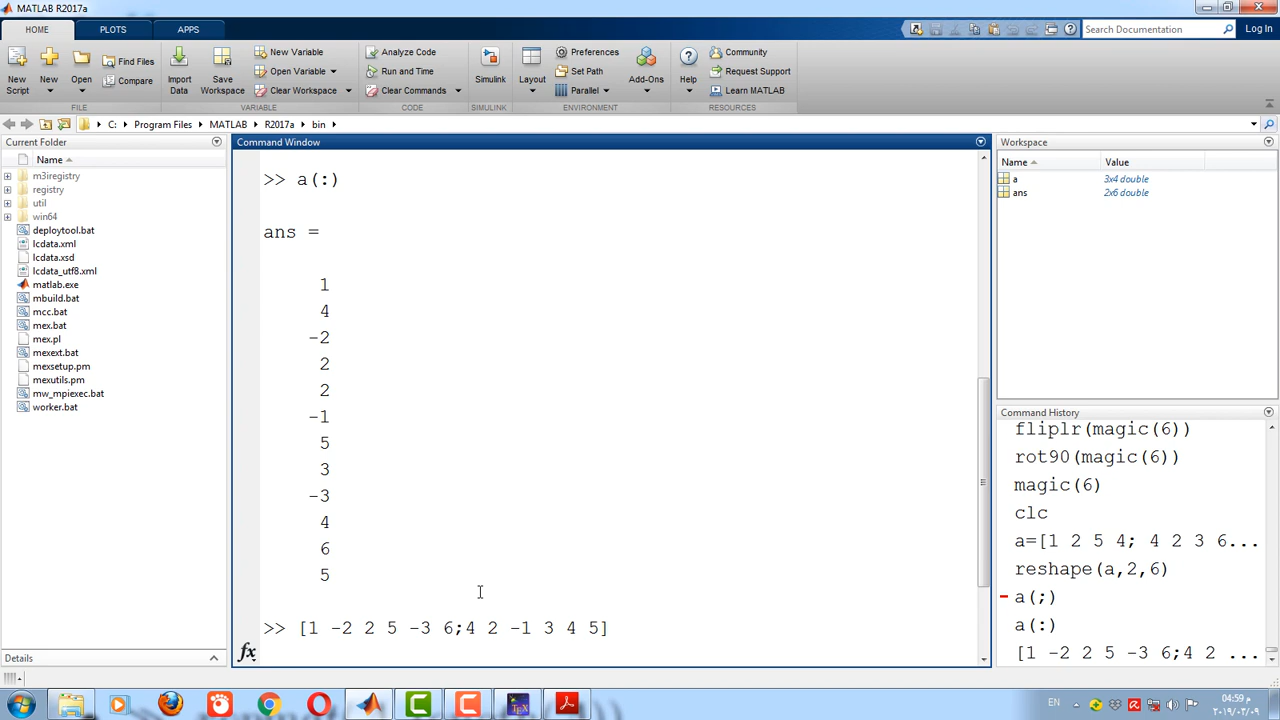 MATLAB R2017a
HOME PLOTS APPS
Search Documentation Log In
New Script
New
Open
Find Files
Compare
FILE
Import Data
Save Workspace
New Variable
Open Variable
Clear Workspace
VARIABLE
Analyze Code
Run and Time
Clear Commands
CODE
Simulink
SIMULINK
Layout
Preferences
Set Path
Parallel
Add-Ons
ENVIRONMENT
Help
Community
Request Support
Learn MATLAB
RESOURCES
C: Program Files MATLAB R2017a bin
Current Folder
Name
m3iregistry
registry
util
win64
deploytool.bat
lcdata.xml
lcdata.xsd
lcdata_utf8.xml
matlab.exe
mbuild.bat
mcc.bat
mex.bat
mex.pl
mexext.bat
mexsetup.pm
mexutils.pm
mw_mpiexec.bat
worker.bat
Details
Command Window
>> a(:)
ans =
1
4
-2
2
2
-1
5
3
-3
4
6
5
>> [1 -2 2 5 -3 6;4 2 -1 3 4 5]
fx
Workspace
Name Value
a 3x4 double
ans 2x6 double
Command History
fliplr(magic(6))
rot90(magic(6))
magic(6)
clc
a=[1 2 5 4; 4 2 3 6...
reshape(a,2,6)
a(;)
a(:)
[1 -2 2 5 -3 6;4 2 ...
EN
04:59 م
٢٠١٩/٠٣/٠٩